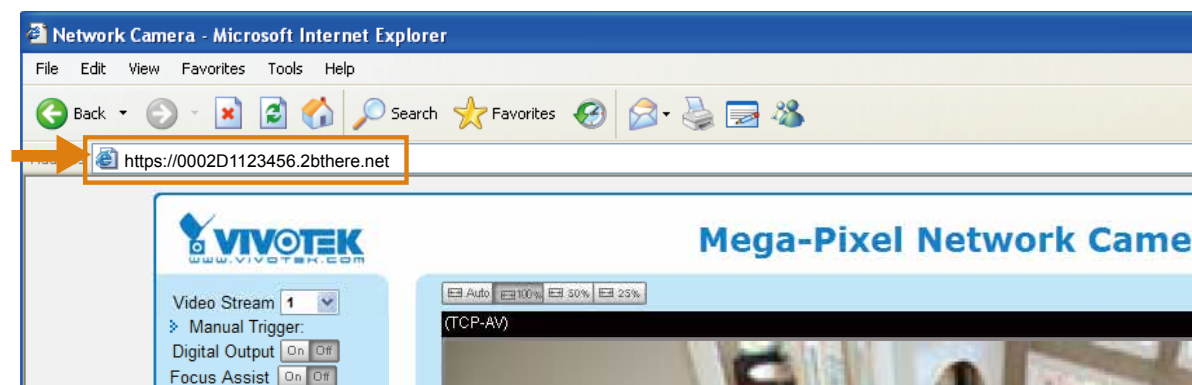 Network Camera - Microsoft Internet Explorer
File Edit View Favorites Tools Help
Back Search Favorites
https://0002D1123456.2bthere.net
VIVOTEK
www.vivotek.com
Mega-Pixel Network Came
Video Stream 1
Manual Trigger:
Digital Output On Off
Focus Assist On Off
Auto 100% 50% 25%
(TCP-AV)